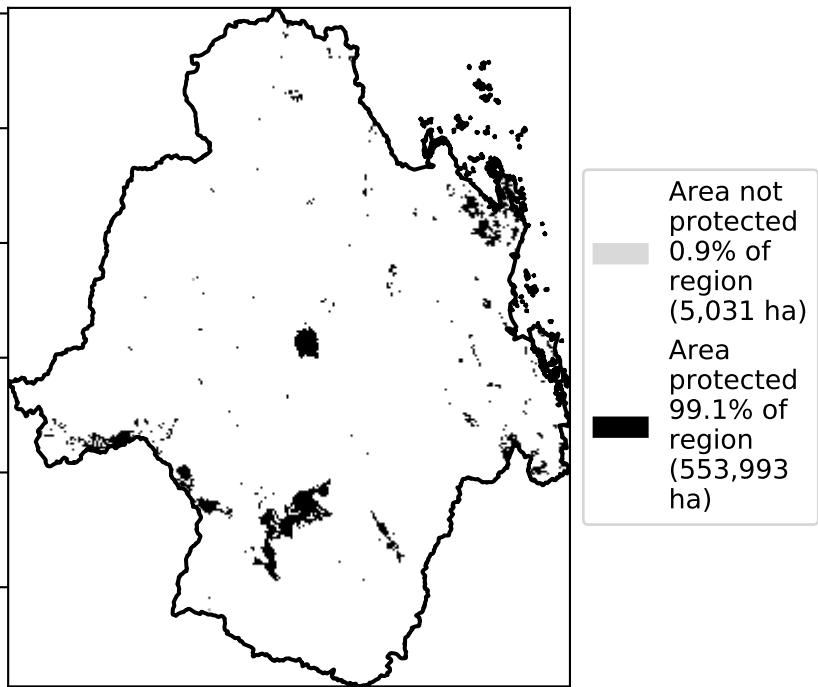 Area not
protected
0.9% of
region
(5,031 ha)
Area
protected
99.1% of
region
(553,993
ha)